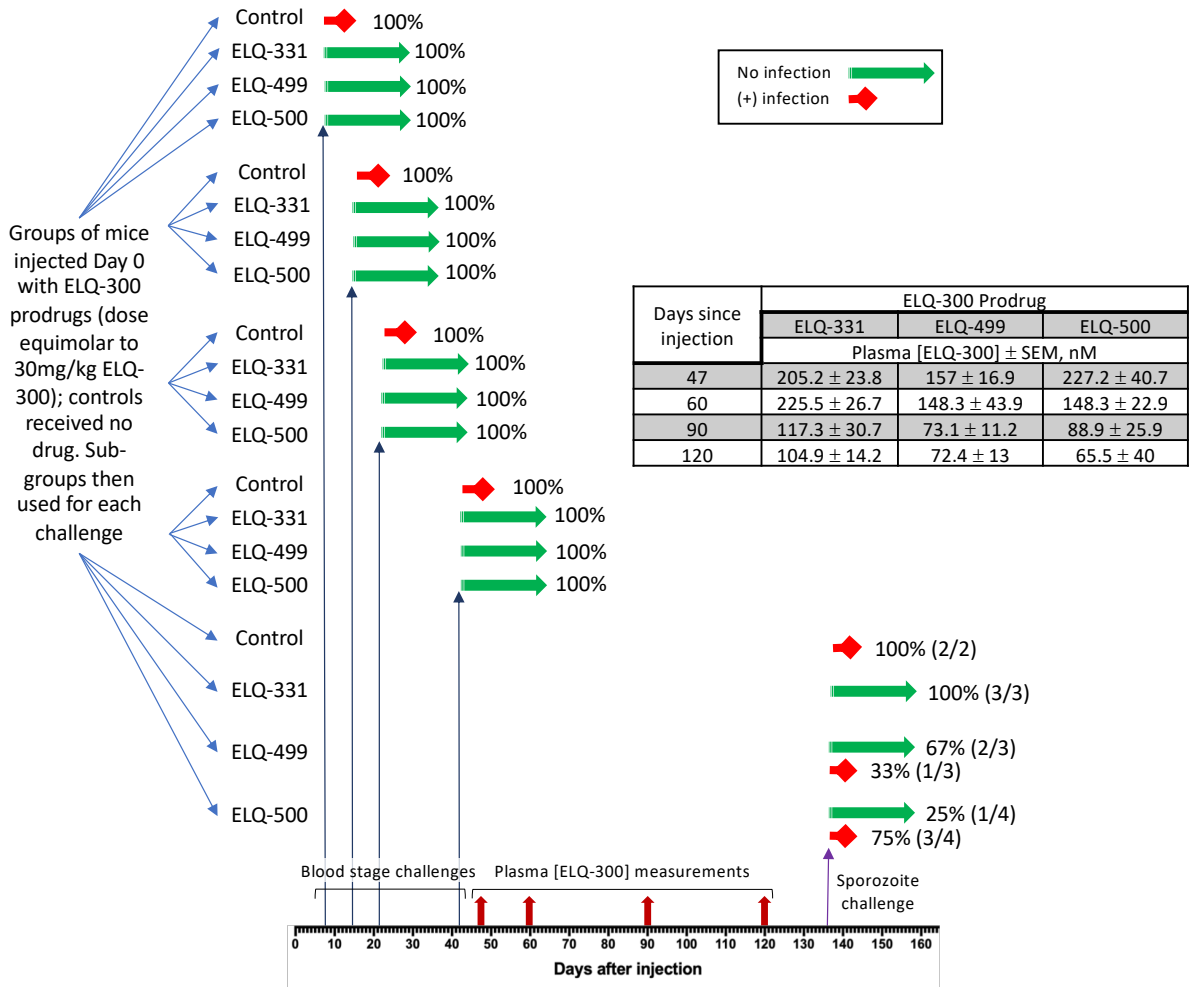 Control 100%
ELQ-331 100%
ELQ-499 100%
ELQ-500 100%
No infection
(+) infection
Control 100%
ELQ-331 100%
ELQ-499 100%
ELQ-500 100%
Groups of mice
injected Day 0
with ELQ-300
prodrugs (dose
equimolar to
30mg/kg ELQ-
300); controls
received no
drug. Sub-
groups then
used for each
challenge
Control 100%
ELQ-331 100%
ELQ-499 100%
ELQ-500 100%
Days since
injection
ELQ-300 Prodrug
ELQ-331 ELQ-499 ELQ-500
Plasma [ELQ-300] ± SEM, nM
47 205.2 ± 23.8 157 ± 16.9 227.2 ± 40.7
60 225.5 ± 26.7 148.3 ± 43.9 148.3 ± 22.9
90 117.3 ± 30.7 73.1 ± 11.2 88.9 ± 25.9
120 104.9 ± 14.2 72.4 ± 13 65.5 ± 40
Control 100%
ELQ-331 100%
ELQ-499 100%
ELQ-500 100%
Control 100% (2/2)
ELQ-331 100% (3/3)
ELQ-499 67% (2/3)
33% (1/3)
ELQ-500 25% (1/4)
75% (3/4)
Blood stage challenges Plasma [ELQ-300] measurements
Sporozoite
challenge
0 10 20 30 40 50 60 70 80 90 100 110 120 130 140 150 160
Days after injection